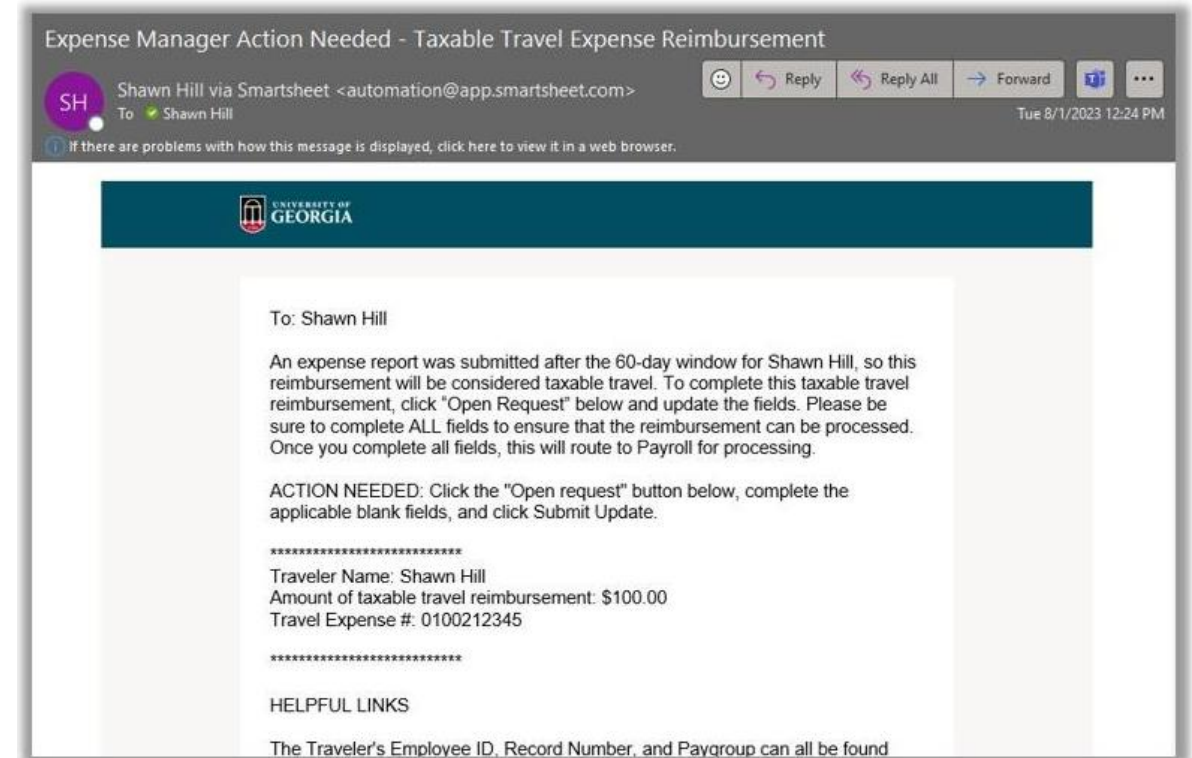 Expense Manager Action Needed - Taxable Travel Expense Reimbursement
SH
Shawn Hill via Smartsheet <automation@app.smartsheet.com>
Reply
Reply All
Forward
To Shawn Hill
Tue 8/1/2023 12:24 PM
If there are problems with how this message is displayed, click here to view it in a web browser.
UNIVERSITY OF
GEORGIA
To: Shawn Hill
An expense report was submitted after the 60-day window for Shawn Hill, so this
reimbursement will be considered taxable travel. To complete this taxable travel
reimbursement, click “Open Request” below and update the fields. Please be
sure to complete ALL fields to ensure that the reimbursement can be processed.
Once you complete all fields, this will route to Payroll for processing.
ACTION NEEDED: Click the "Open request" button below, complete the
applicable blank fields, and click Submit Update.
***************************
Traveler Name: Shawn Hill
Amount of taxable travel reimbursement: $100.00
Travel Expense #: 0100212345
***************************
HELPFUL LINKS
The Traveler's Employee ID, Record Number, and Paygroup can all be found